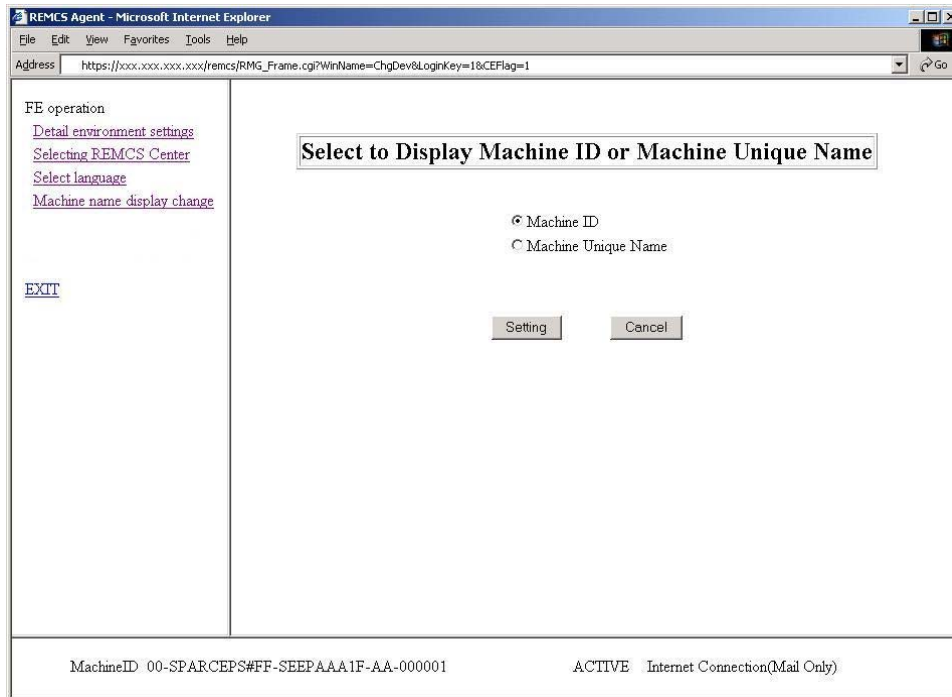 REMCS Agent - Microsoft Internet Explorer
File Edit View Favorites Tools Help
Address https://xxx.xxx.xxx.xxx/remcs/RMG_Frame.cgi?WinName=ChgDev&LoginKey=1&CEFlag=1 Go
FE operation
Detail environment settings
Selecting REMCS Center
Select language
Machine name display change
EXIT
Select to Display Machine ID or Machine Unique Name
Machine ID
Machine Unique Name
Setting Cancel
MachineID 00-SPARCEPS#FF-SEEPAAA1F-AA-000001 ACTIVE Internet Connection(Mail Only)